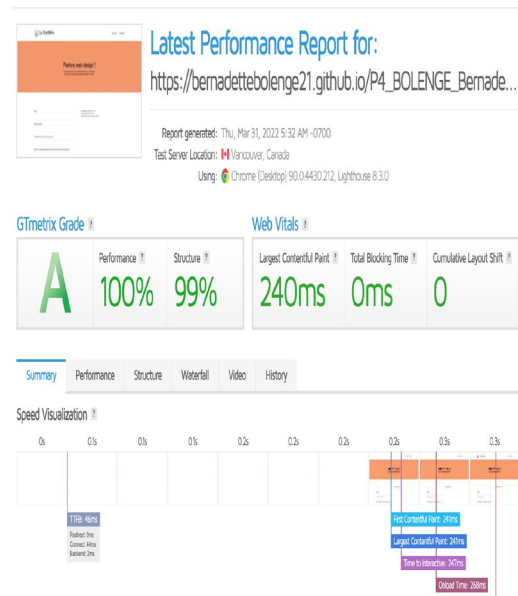 Latest Performance Report for:
https://bernadettebolenge21.github.io/P4_BOLENGE_Bernade...
Report generated: Thu, Mar 31, 2022 5:32 AM -0700
Test Server Location: Vancouver, Canada
Using: Chrome (Desktop) 90.0.4430.212, Lighthouse 8.3.0
GTmetrix Grade ?
Web Vitals ?
A
Performance ?
100%
Structure ?
99%
Largest Contentful Paint ?
240ms
Total Blocking Time ?
0ms
Cumulative Layout Shift ?
0
Summary Performance Structure Waterfall Video History
Speed Visualization ?
0s 0.1s 0.1s 0.1s 0.2s 0.2s 0.2s 0.2s 0.3s 0.3s
TTFB: 46ms
Redirect: 0ms
Connect: 44ms
Backend: 2ms
First Contentful Paint: 241ms
Largest Contentful Paint: 241ms
Time to Interactive: 247ms
Onload Time: 268ms